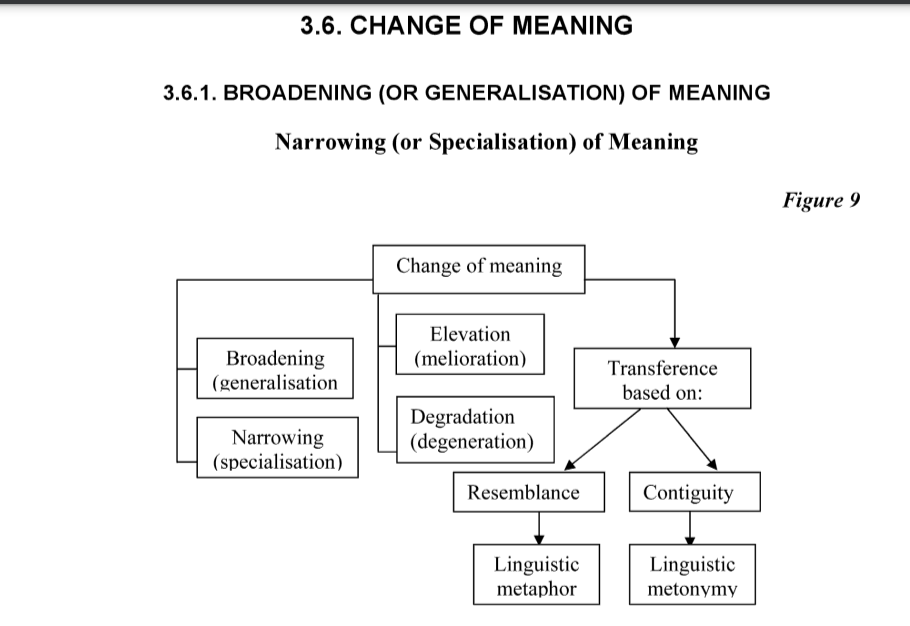 3.6. CHANGE OF MEANING
3.6.1. BROADENING (OR GENERALISATION) OF MEANING
Narrowing (or Specialisation) of Meaning
Figure 9
Change of meaning
Broadening
(generalisation
Narrowing
(specialisation)
Elevation
(melioration)
Degradation
(degeneration)
Transference
based on:
Resemblance
Contiguity
Linguistic
metaphor
Linguistic
metonymy